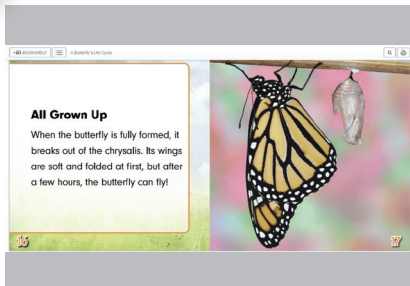 BOOKSHELF
A Butterfly's Life Cycle
All Grown Up
When the butterfly is fully formed, it
breaks out of the chrysalis. Its wings
are soft and folded at first, but after
a few hours, the butterfly can fly!
16
17